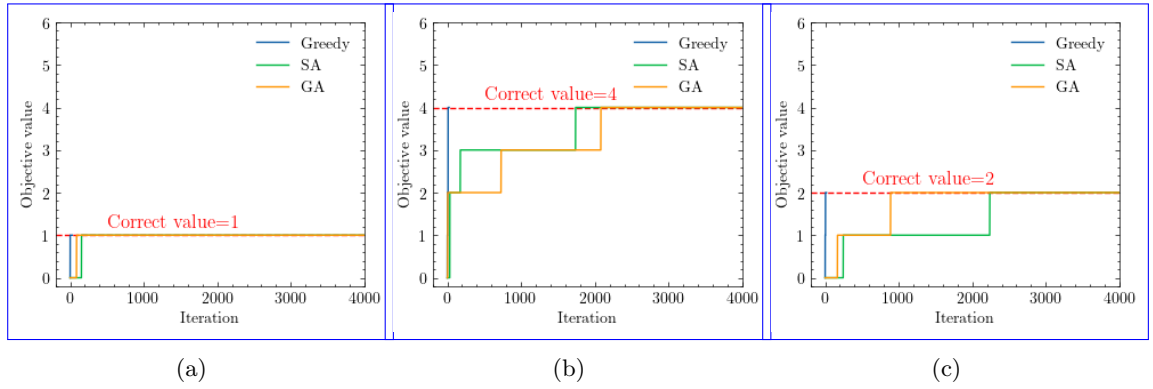 6
5
4
3
2
1
0
Objective value
Greedy
SA
GA
Correct value=1
0 1000 2000 3000 4000
Iteration
(a)
6
5
4
3
2
1
0
Objective value
Greedy
SA
GA
Correct value=4
0 1000 2000 3000 4000
Iteration
(b)
6
5
4
3
2
1
0
Objective value
Greedy
SA
GA
Correct value=2
0 1000 2000 3000 4000
Iteration
(c)